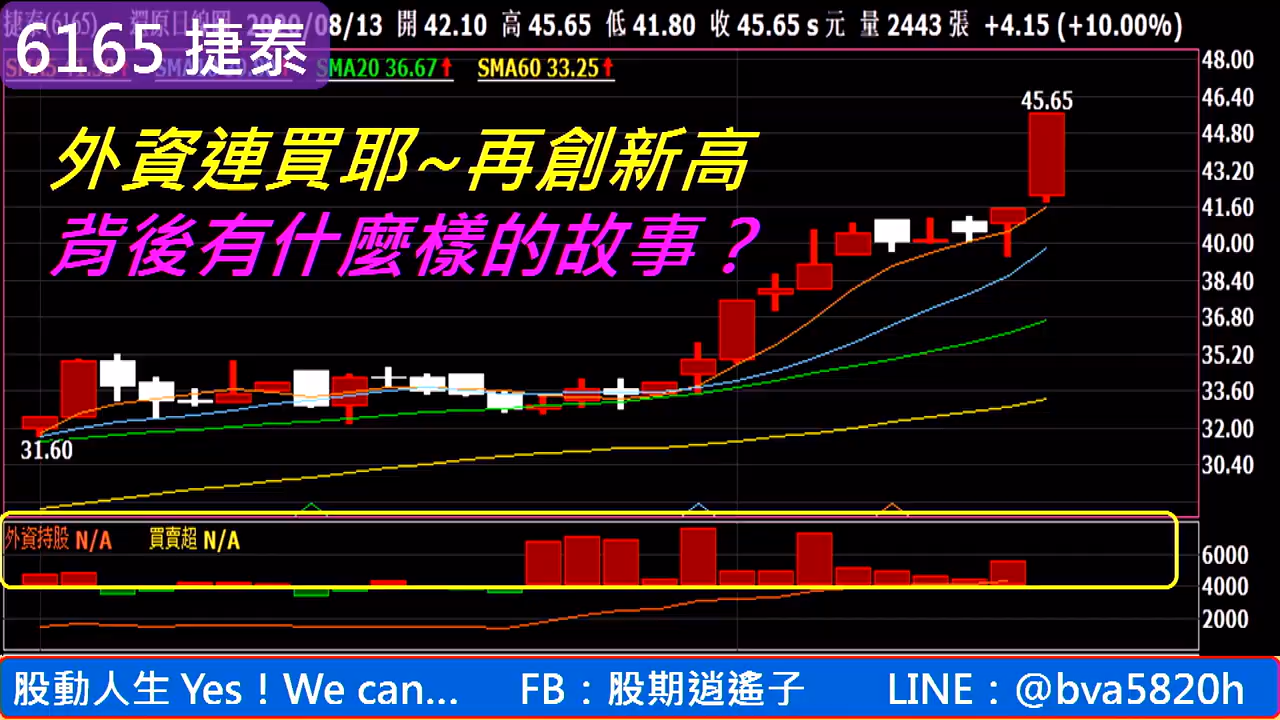 6165 捷泰
/08/13 開 42.10 高 45.65 低 41.80 收 45.65 s 元 量 2443 張 +4.15 (+10.00%)
SMA20 36.67↑ SMA60 33.25↑
外資連買耶~再創新高
背後有什麼樣的故事？
45.65
31.60
48.00
46.40
44.80
43.20
41.60
40.00
38.40
36.80
35.20
33.60
32.00
30.40
外資持股 N/A 買賣超 N/A
6000
4000
2000
股動人生 Yes！We can... FB：股期逍遙子 LINE：@bva5820h